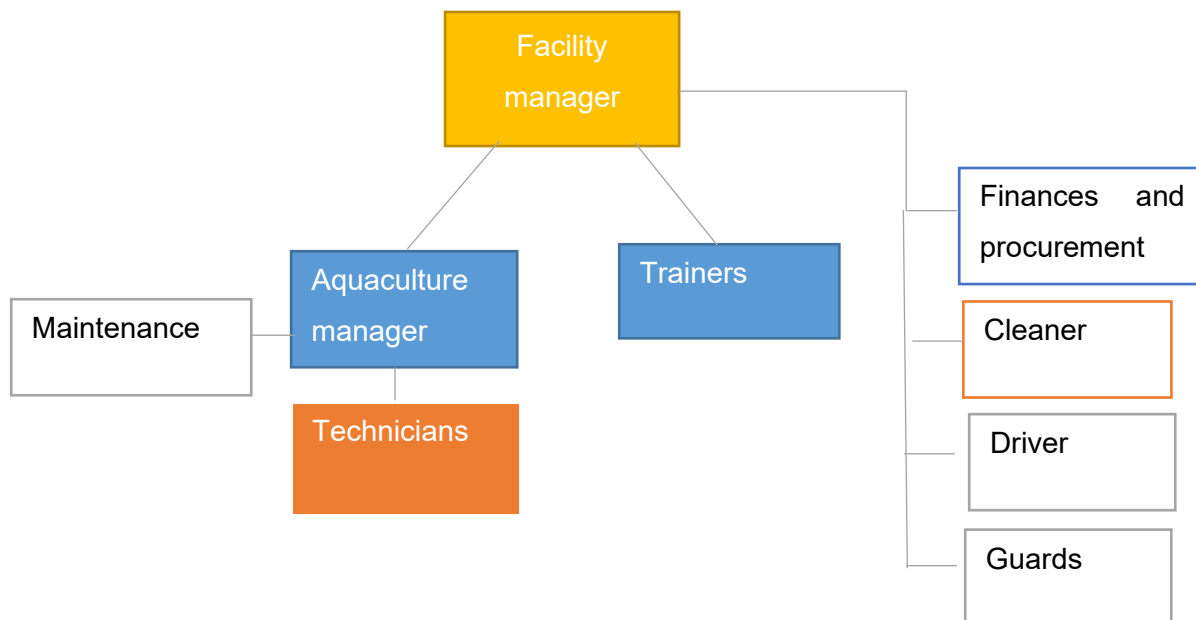 Facility
manager
Finances and
procurement
Aquaculture
manager
Trainers
Maintenance
Cleaner
Technicians
Driver
Guards